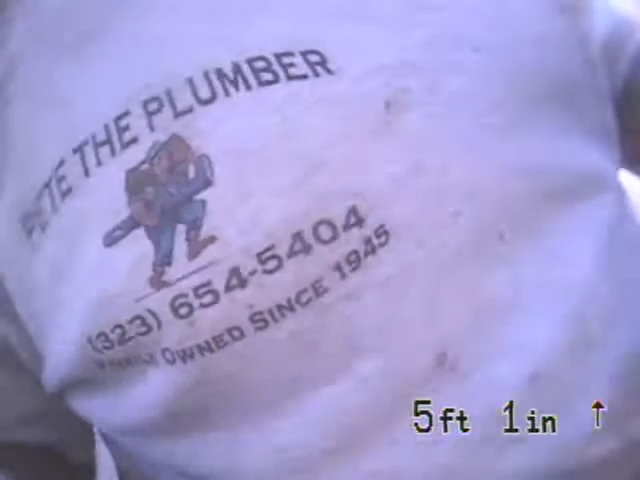 PETE THE PLUMBER
(323) 654-5404
OWNED SINCE 1945
5ft 1in ↑